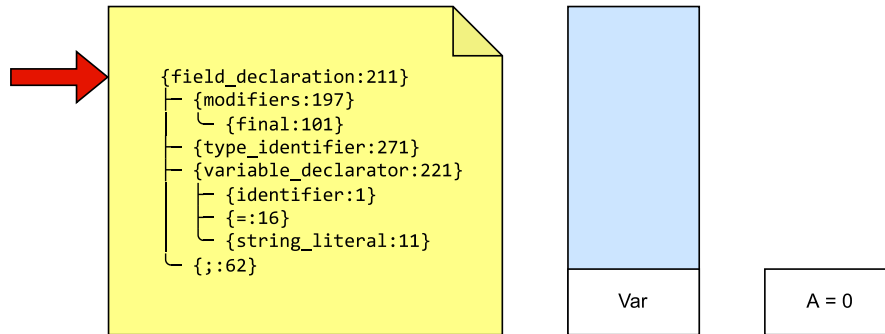 {field_declaration:211}
├─ {modifiers:197}
│  ╰─ {final:101}
├─ {type_identifier:271}
├─ {variable_declarator:221}
│  ├─ {identifier:1}
│  ├─ {=:16}
│  ╰─ {string_literal:11}
╰─ {;:62}
Var
A = 0